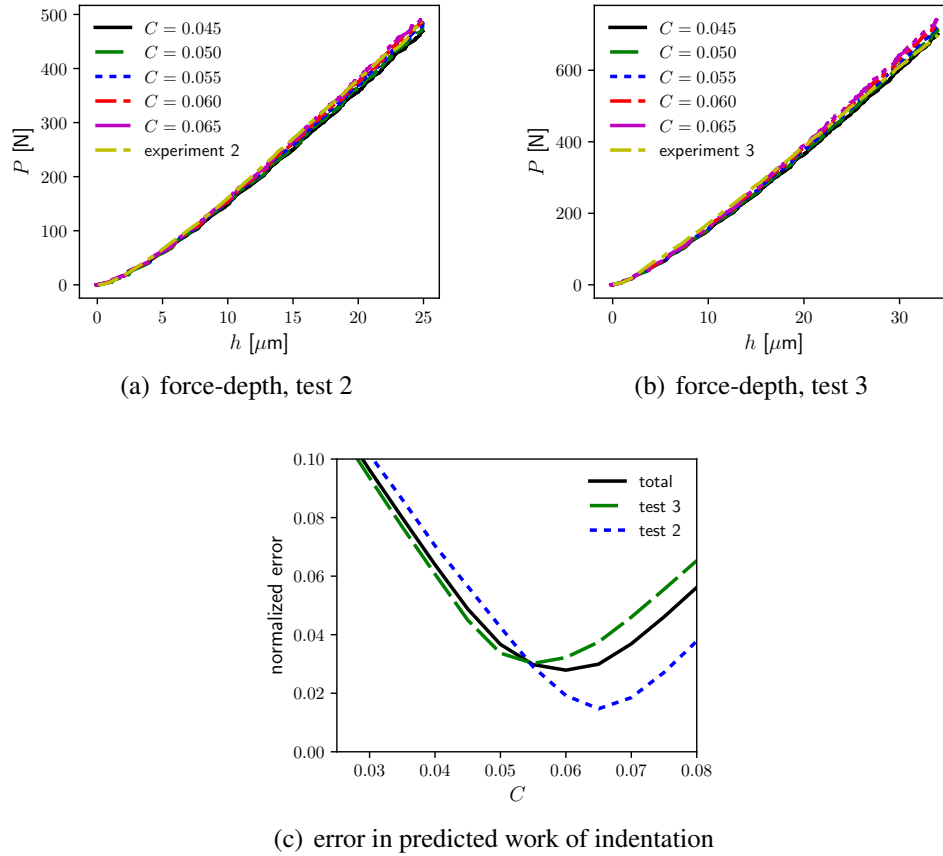 500
400
300
200
100
0
P [N]
C = 0.045
C = 0.050
C = 0.055
C = 0.060
C = 0.065
experiment 2
0 5 10 15 20 25
h [μm]
(a) force-depth, test 2
600
400
200
0
P [N]
C = 0.045
C = 0.050
C = 0.055
C = 0.060
C = 0.065
experiment 3
0 10 20 30
h [μm]
(b) force-depth, test 3
0.10
0.08
0.06
0.04
0.02
0.00
normalized error
total
test 3
test 2
0.03 0.04 0.05 0.06 0.07 0.08
C
(c) error in predicted work of indentation